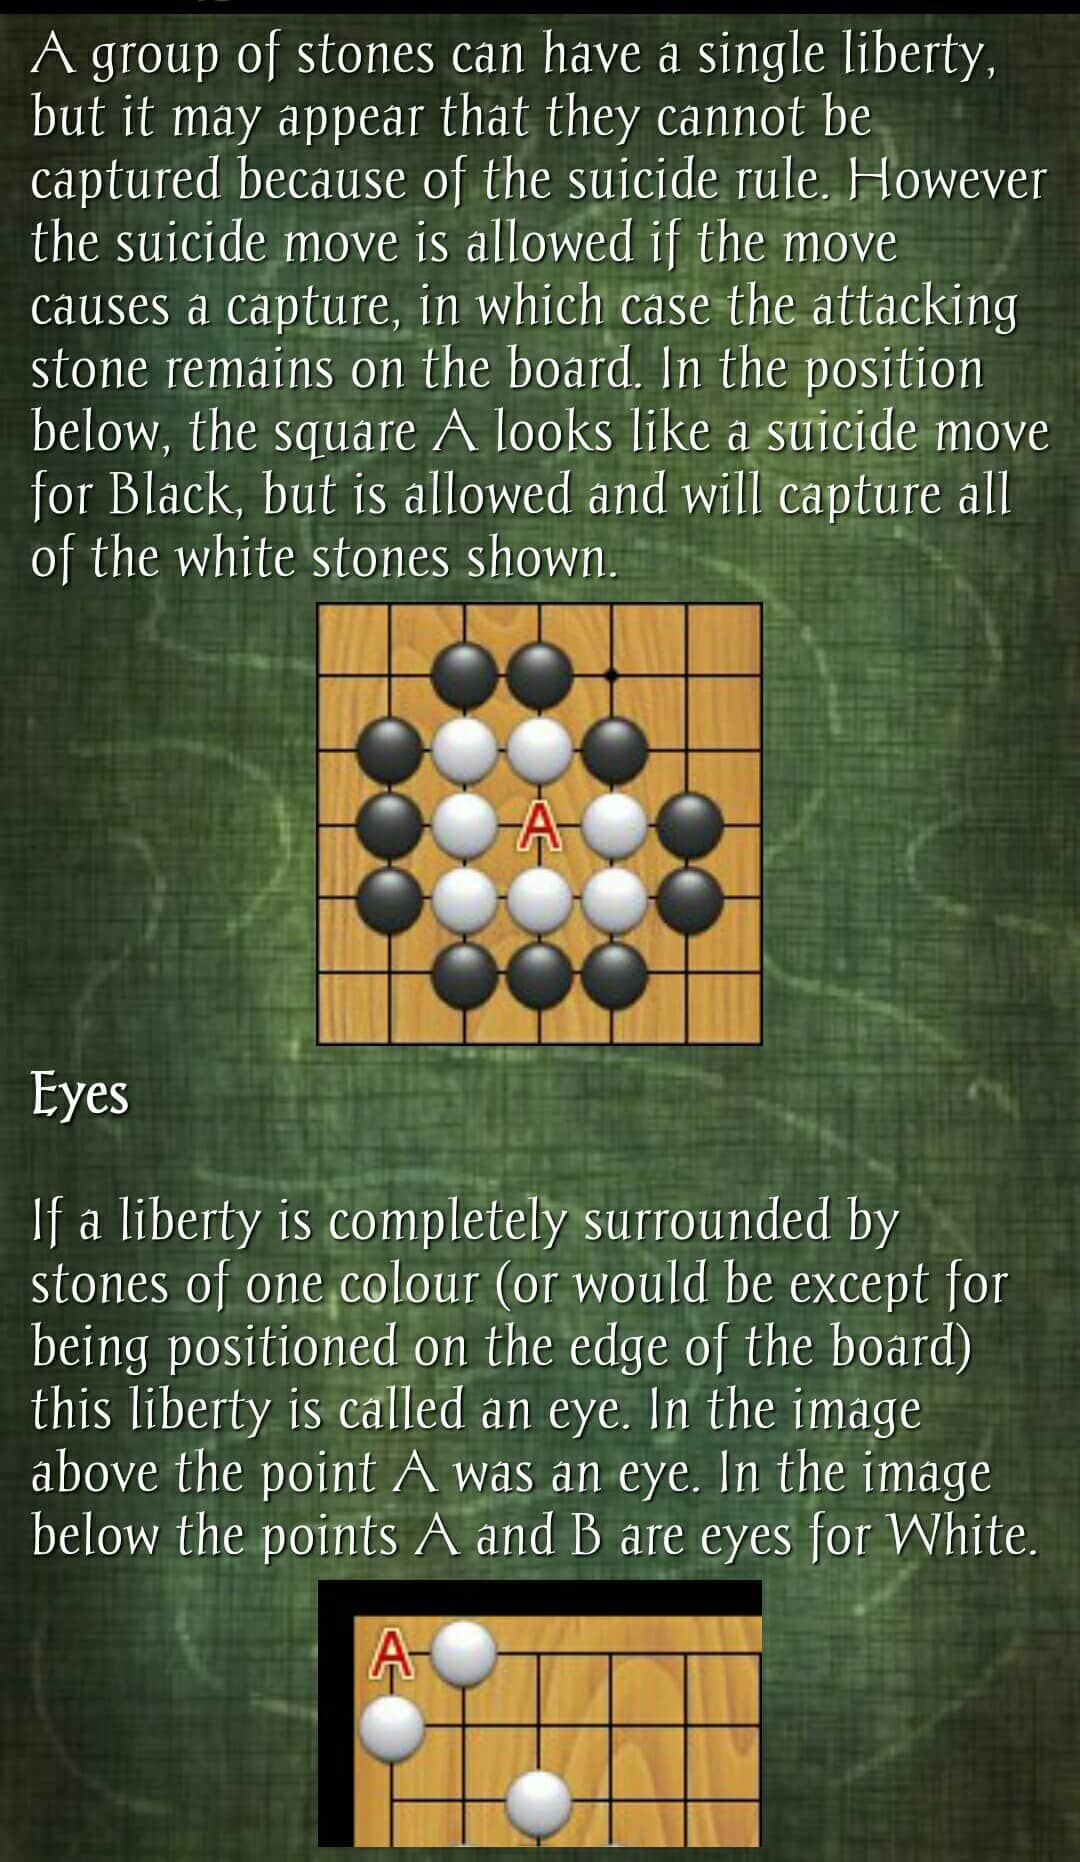 A group of stones can have a single liberty,
but it may appear that they cannot be
captured because of the suicide rule. However
the suicide move is allowed if the move
causes a capture, in which case the attacking
stone remains on the board. In the position
below, the square A looks like a suicide move
for Black, but is allowed and will capture all
of the white stones shown.
A
Eyes
If a liberty is completely surrounded by
stones of one colour (or would be except for
being positioned on the edge of the board)
this liberty is called an eye. In the image
above the point A was an eye. In the image
below the points A and B are eyes for White.
A